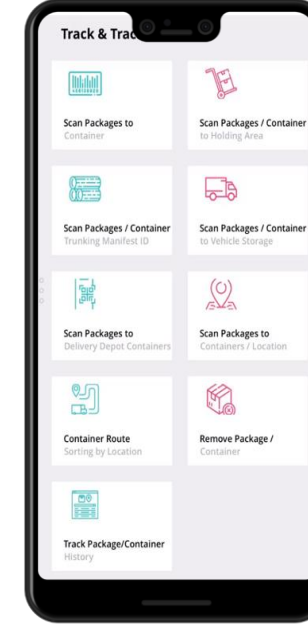 Track & Trac
Scan Packages to
Container
Scan Packages / Container
to Holding Area
Scan Packages / Container
Trunking Manifest ID
Scan Packages / Container
to Vehicle Storage
Scan Packages to
Delivery Depot Containers
Scan Packages to
Containers / Location
Container Route
Sorting by Location
Remove Package /
Container
Track Package/Container
History